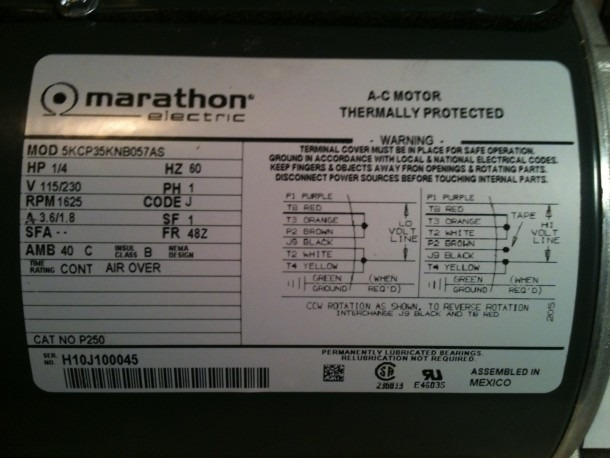 marathon®
electric
A-C MOTOR
THERMALLY PROTECTED
MOD 5KCP35KNB057AS
HP 1/4 HZ 60
V 115/230 PH 1
RPM 1625 CODE J
A 3.6/1.8 SF 1
SFA -- FR 48Z
AMB 40 C INSUL CLASS B NEMA DESIGN
TIME RATING CONT AIR OVER
CAT NO P250
SER. NO. H10J100045
- WARNING -
TERMINAL COVER MUST BE IN PLACE FOR SAFE OPERATION.
GROUND IN ACCORDANCE WITH LOCAL & NATIONAL ELECTRICAL CODES.
KEEP FINGERS & OBJECTS AWAY FROM OPENINGS & ROTATING PARTS.
DISCONNECT POWER SOURCES BEFORE TOUCHING INTERNAL PARTS.
P1 PURPLE
T8 RED
T3 ORANGE
P2 BROWN
J9 BLACK
T2 WHITE
T4 YELLOW
GREEN
GROUND
(WHEN
REQ'D)
LO
VOLT
LINE
P1 PURPLE
T8 RED
T3 ORANGE
T2 WHITE
P2 BROWN
J9 BLACK
T4 YELLOW
GREEN
GROUND
(WHEN
REQ'D)
TAPE
HI
VOLT
LINE
CCW ROTATION AS SHOWN. TO REVERSE ROTATION
INTERCHANGE J9 BLACK AND T8 RED
PERMANENTLY LUBRICATED BEARINGS.
RELUBRICATION NOT REQUIRED.
E46035
ASSEMBLED IN
MEXICO